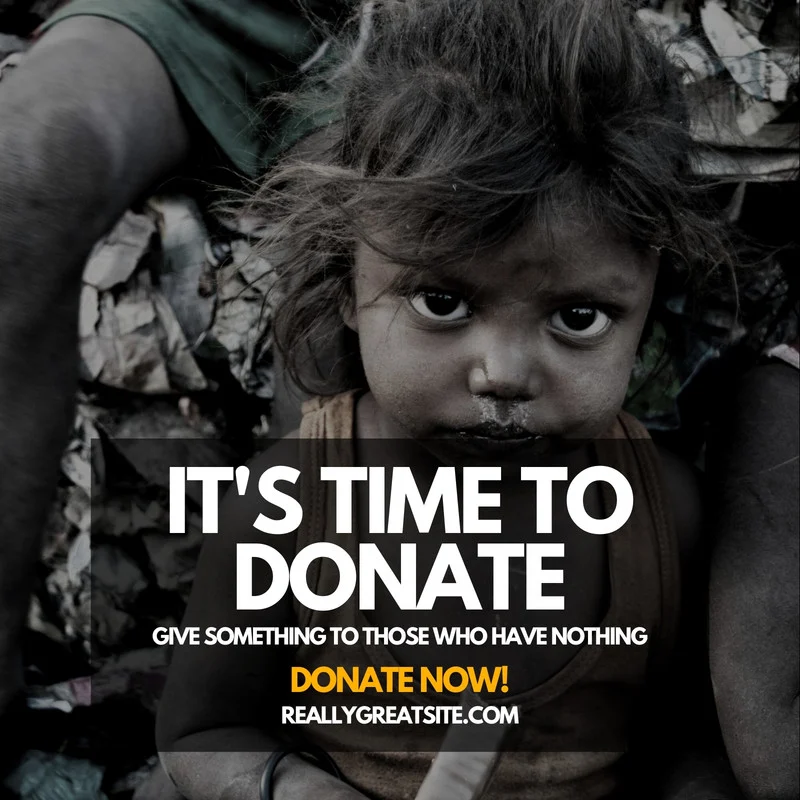 IT'S TIME TO
DONATE
GIVE SOMETHING TO THOSE WHO HAVE NOTHING
DONATE NOW!
REALLYGREATSITE.COM